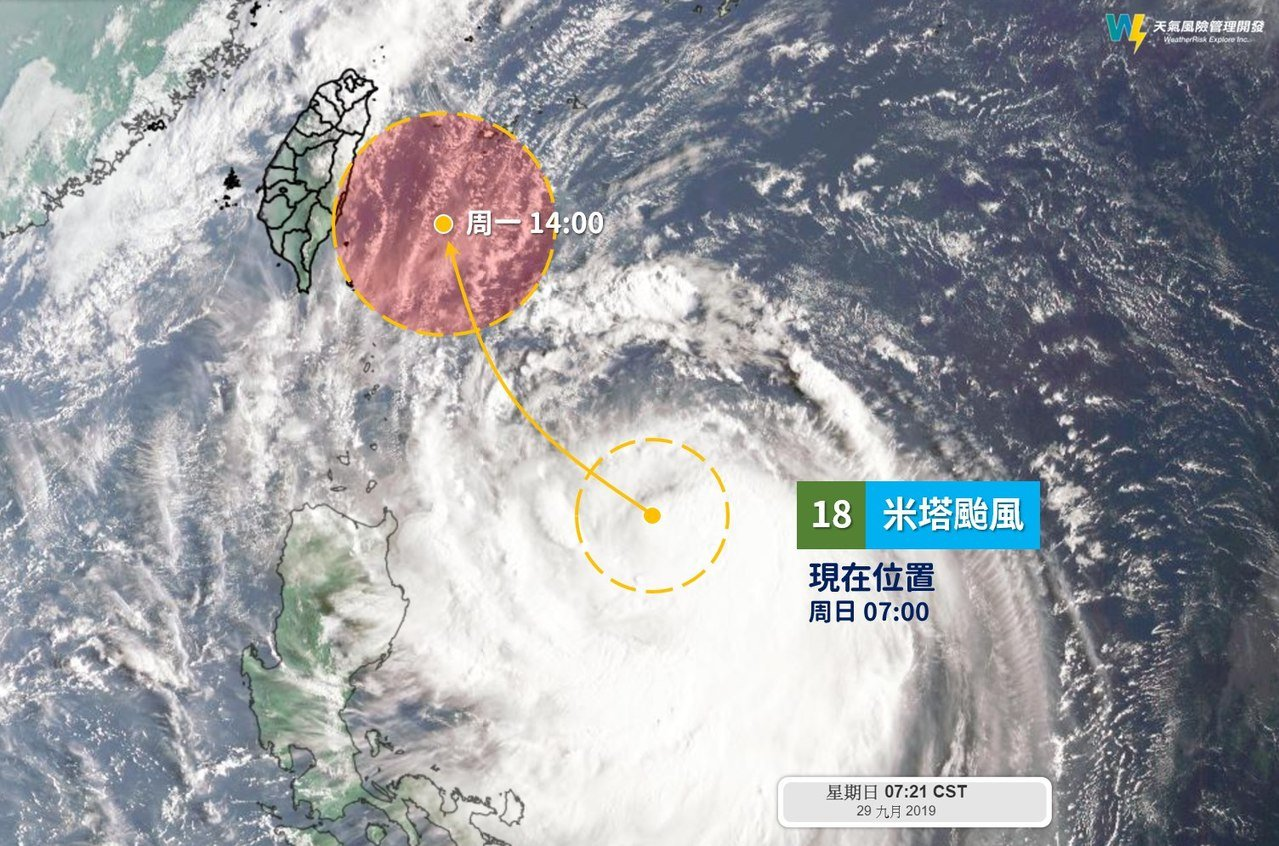 天氣風險管理開發
WeatherRisk Explore Inc.
周一 14:00
18 米塔颱風
現在位置
周日 07:00
星期日 07:21 CST
29 九月 2019